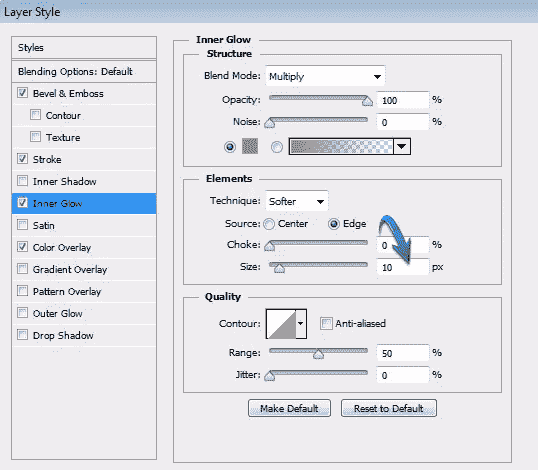 Layer Style
Styles
Blending Options: Default
Bevel & Emboss
Contour
Texture
Stroke
Inner Shadow
Inner Glow
Satin
Color Overlay
Gradient Overlay
Pattern Overlay
Outer Glow
Drop Shadow
Inner Glow
Structure
Blend Mode: Multiply
Opacity: 100 %
Noise: 0 %
Elements
Technique: Softer
Source: Center Edge
Choke: 0 %
Size: 10 px
Quality
Contour: Anti-aliased
Range: 50 %
Jitter: 0 %
Make Default Reset to Default